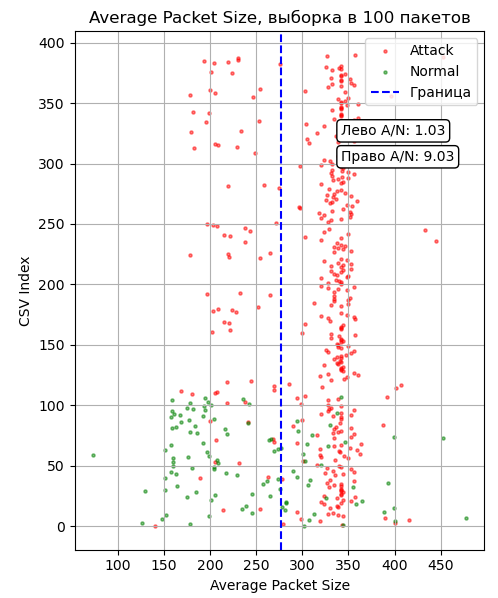 Average Packet Size, выборка в 100 пакетов
Attack
Normal
Граница
Лево A/N: 1.03
Право A/N: 9.03
CSV Index
400
350
300
250
200
150
100
50
0
100 150 200 250 300 350 400 450
Average Packet Size